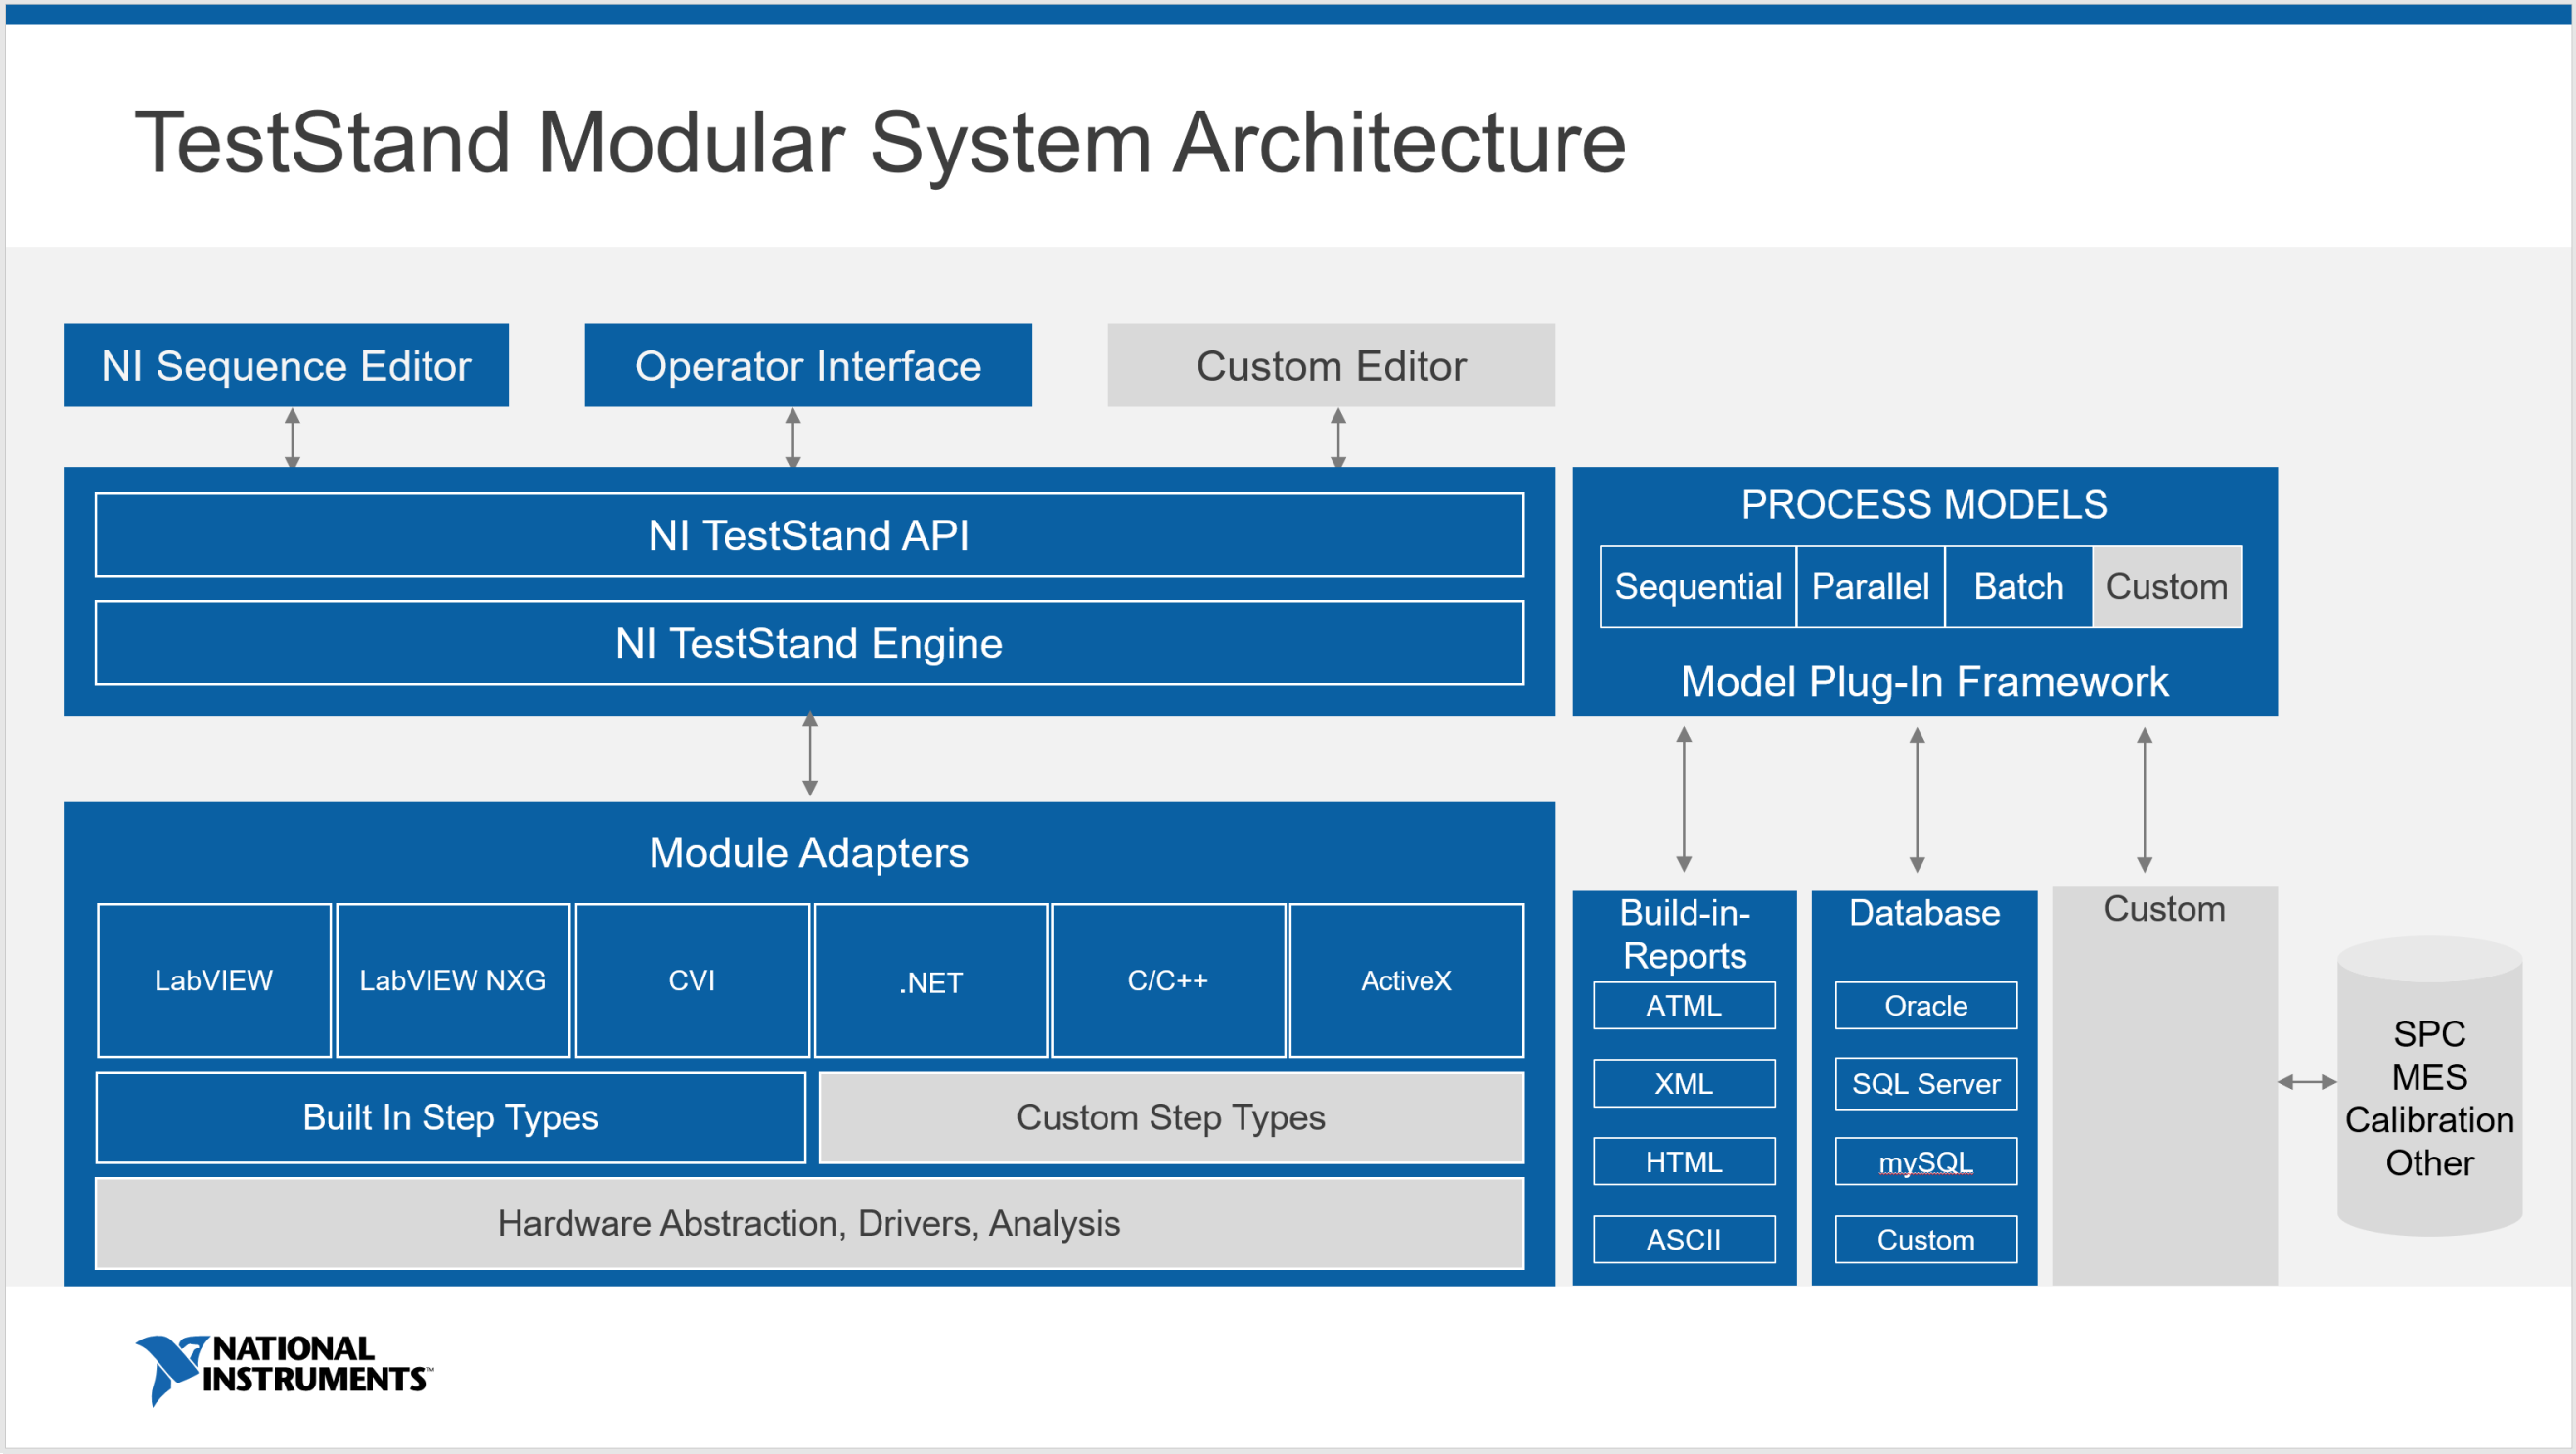 TestStand Modular System Architecture
NI Sequence Editor
Operator Interface
Custom Editor
NI TestStand API
NI TestStand Engine
PROCESS MODELS
Sequential
Parallel
Batch
Custom
Model Plug-In Framework
Module Adapters
LabVIEW
LabVIEW NXG
CVI
.NET
C/C++
ActiveX
Built In Step Types
Custom Step Types
Hardware Abstraction, Drivers, Analysis
Build-in-
Reports
ATML
XML
HTML
ASCII
Database
Oracle
SQL Server
mySQL
Custom
Custom
SPC
MES
Calibration
Other
NATIONAL
INSTRUMENTS™